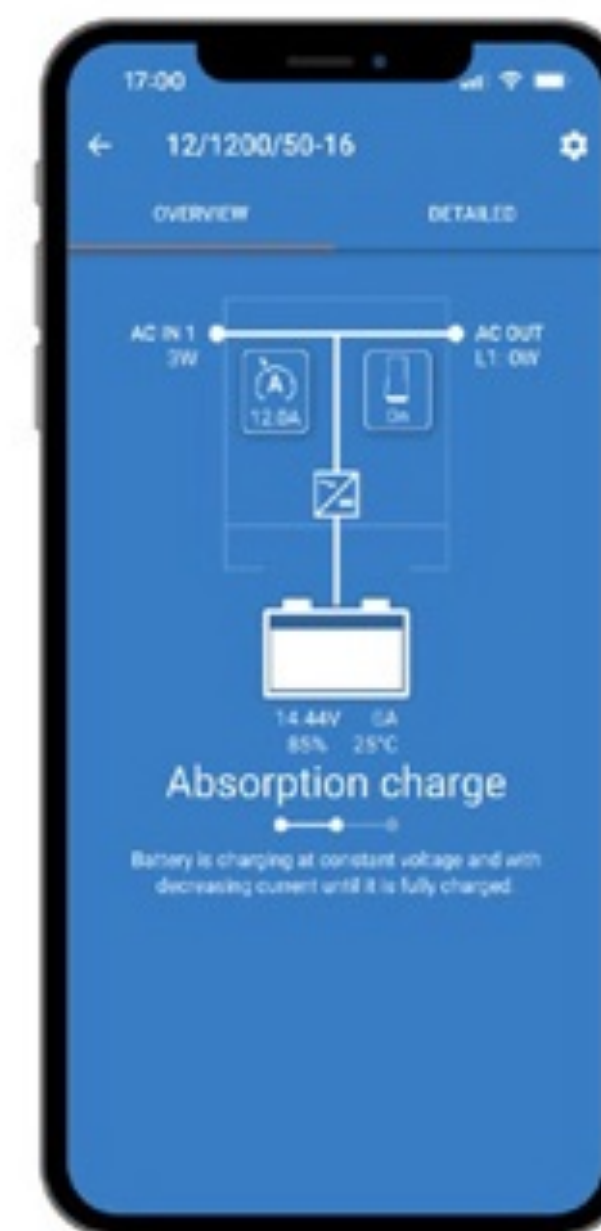 17:00
12/1200/50-16
OVERVIEW DETAILED
AC IN 1 AC OUT
3W L1: 0W
A
12.0A
14.44V
85% 25°C
Absorption charge
Battery is charging at constant voltage and with
decreasing current until it is fully charged.